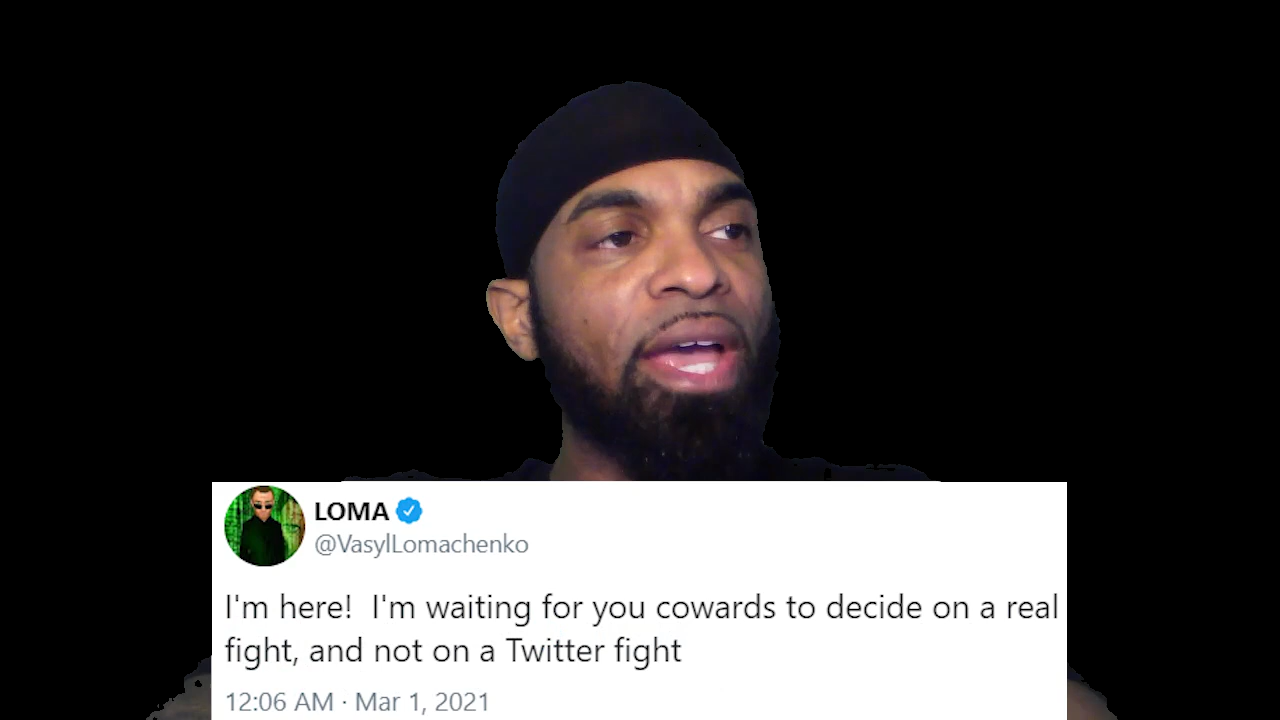 LOMA
@VasylLomachenko
I'm here!  I'm waiting for you cowards to decide on a real
fight, and not on a Twitter fight
12:06 AM · Mar 1, 2021